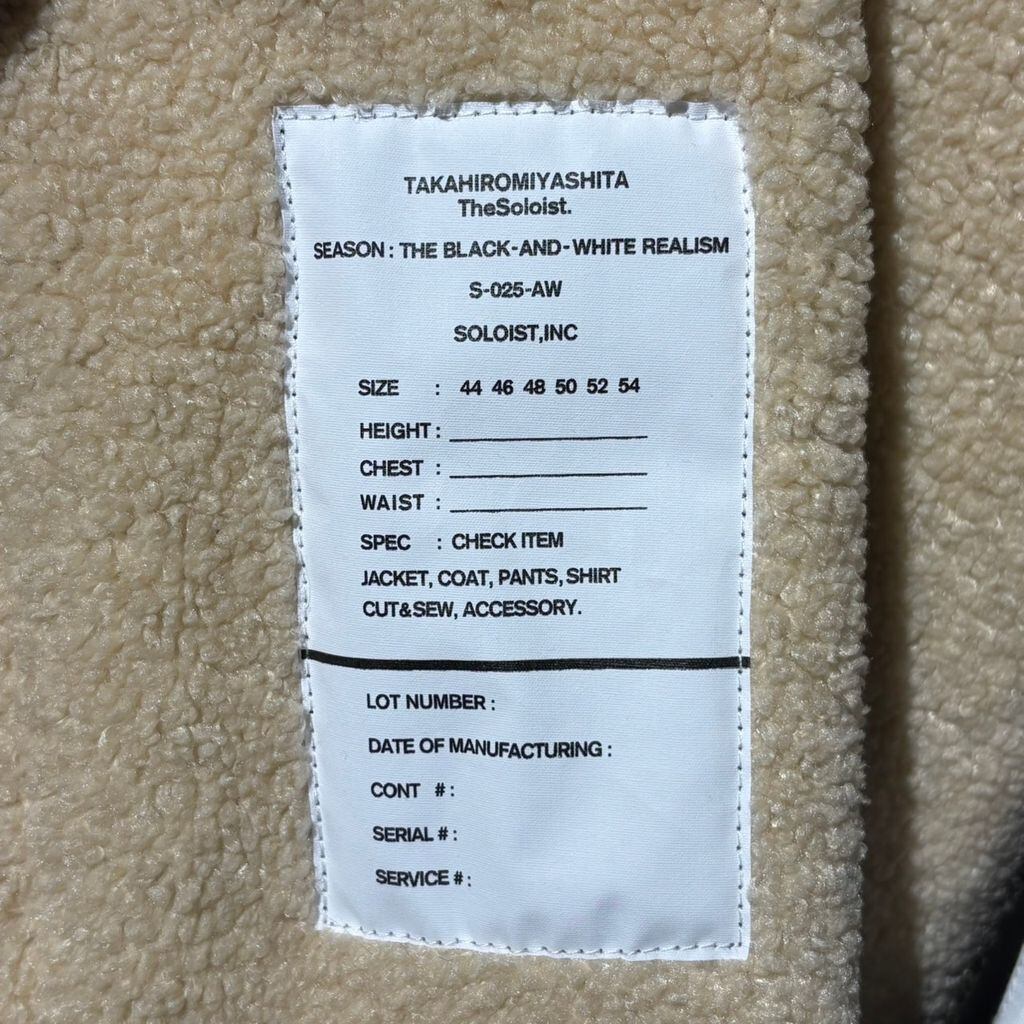 TAKAHIROMIYASHITA
TheSoloist.
SEASON : THE BLACK-AND-WHITE REALISM
S-025-AW
SOLOIST,INC
SIZE : 44 46 48 50 52 54
HEIGHT :
CHEST :
WAIST :
SPEC : CHECK ITEM
JACKET, COAT, PANTS, SHIRT
CUT&SEW, ACCESSORY.
LOT NUMBER :
DATE OF MANUFACTURING :
CONT # :
SERIAL # :
SERVICE # :